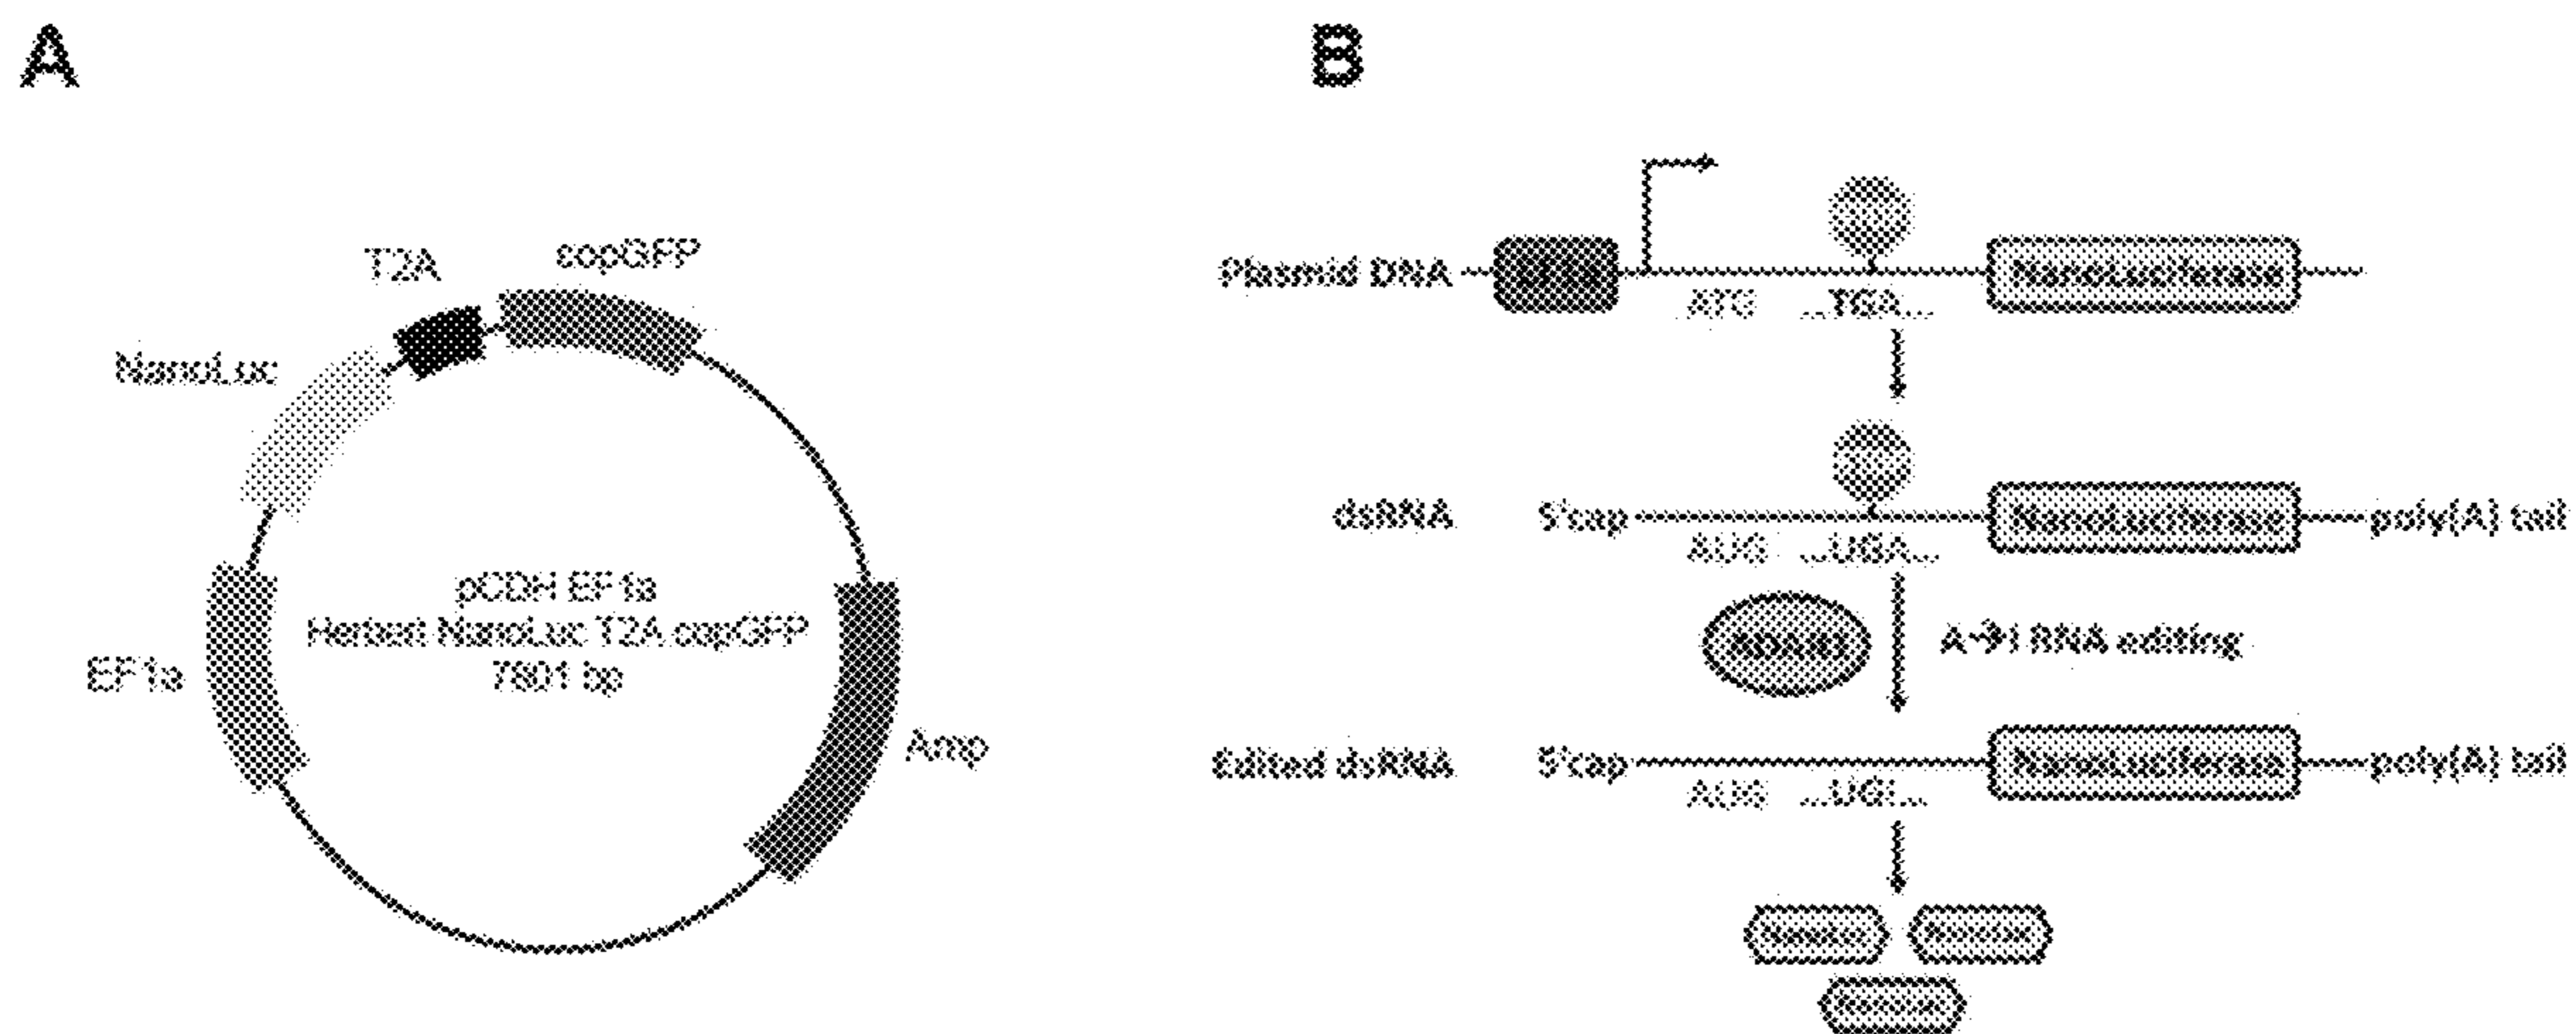 A
T2A
copGFP
NanoLuc
pCDH EF1a
NanoLuc T2A copGFP
7801 bp
EF1a
Amp
B
Plasmid DNA
NanoLuciferase
ATG ...TGA...
dsRNA 5'cap NanoLuciferase poly(A) tail
AUG ...UGA...
A→I RNA editing
Edited dsRNA 5'cap NanoLuciferase poly(A) tail
AUG ...UGI...